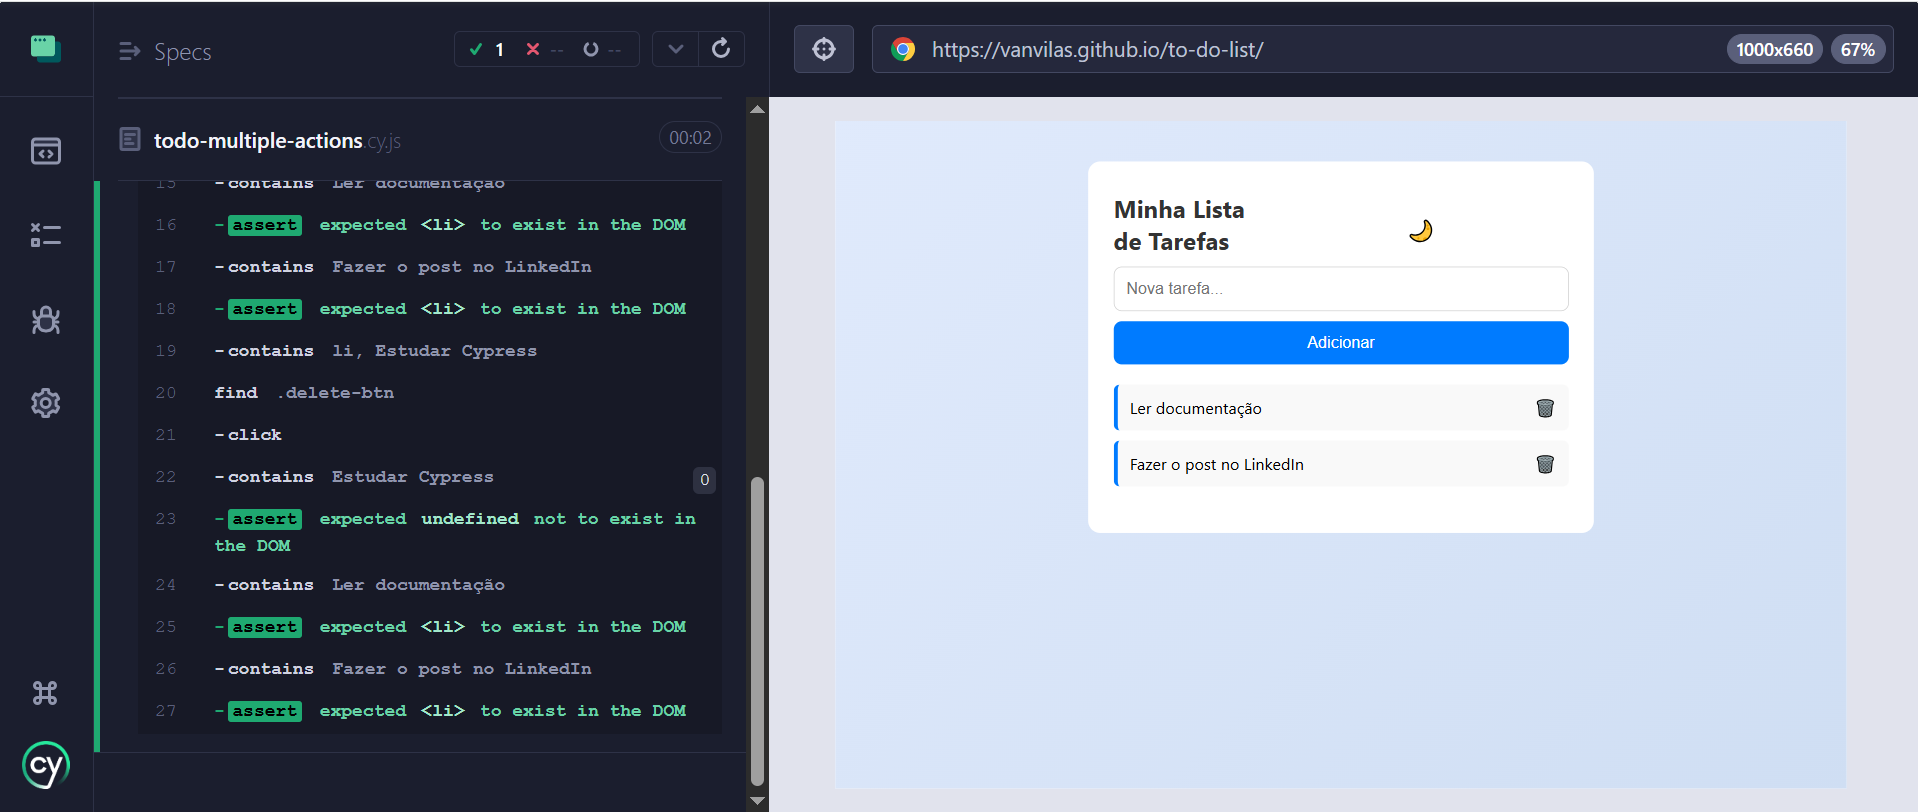 Specs
1
--
--
todo-multiple-actions.cy.js
00:02
15 -contains Ler documentação
16 -assert expected <li> to exist in the DOM
17 -contains Fazer o post no LinkedIn
18 -assert expected <li> to exist in the DOM
19 -contains li, Estudar Cypress
20 find .delete-btn
21 -click
22 -contains Estudar Cypress 0
23 -assert expected undefined not to exist in
the DOM
24 -contains Ler documentação
25 -assert expected <li> to exist in the DOM
26 -contains Fazer o post no LinkedIn
27 -assert expected <li> to exist in the DOM
cy
https://vanvilas.github.io/to-do-list/
1000x660
67%
Minha Lista
de Tarefas
Nova tarefa...
Adicionar
Ler documentação
Fazer o post no LinkedIn